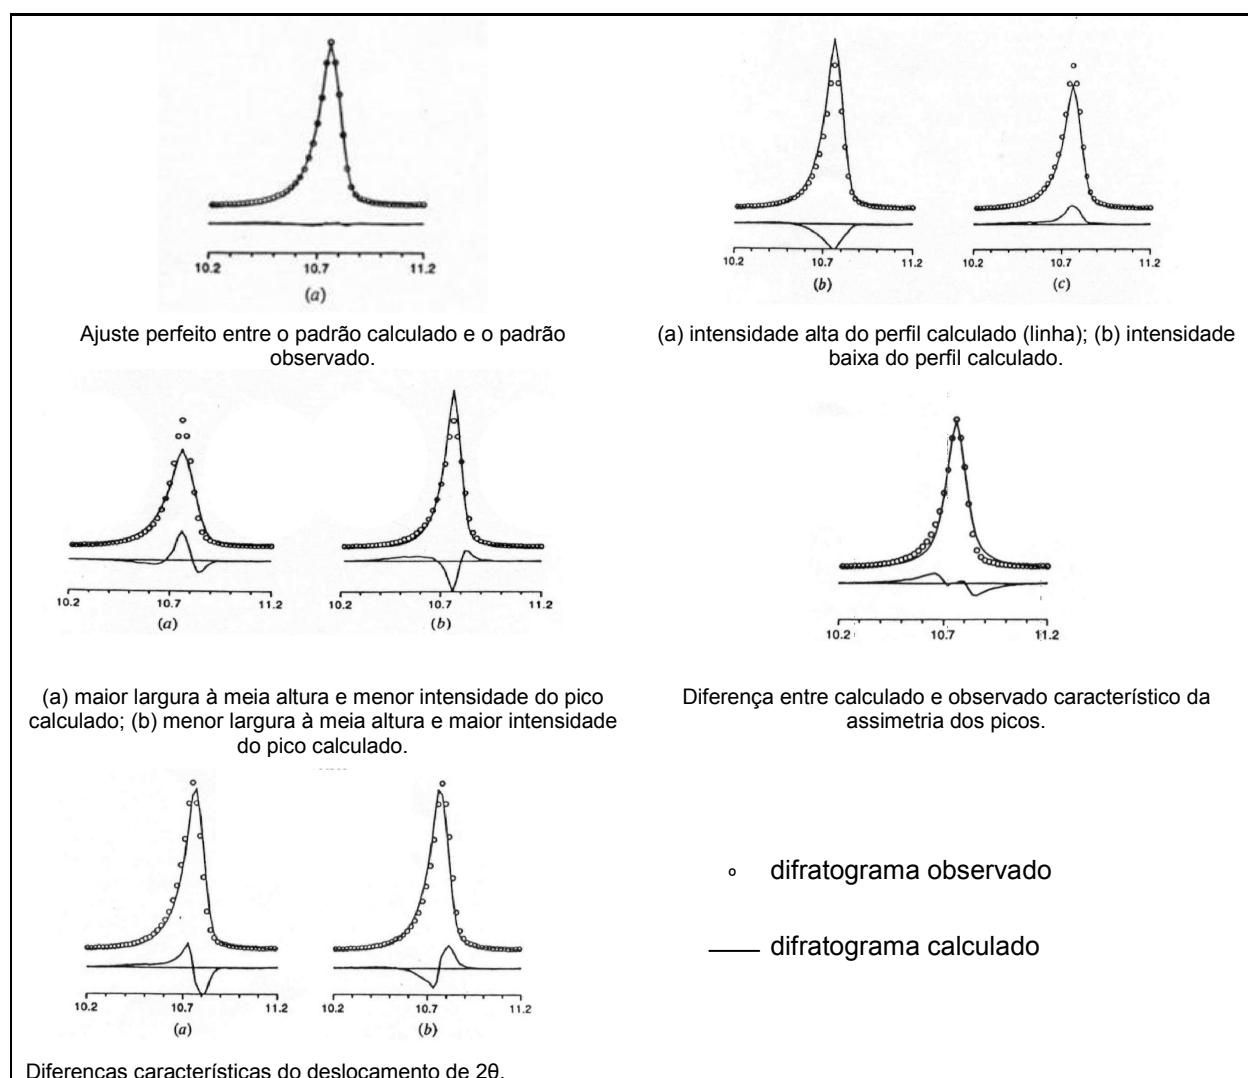 10.2 10.7 11.2
(a)
Ajuste perfeito entre o padrão calculado e o padrão
observado.
10.2 10.7 11.2
(b)
10.2 10.7 11.2
(c)
(a) intensidade alta do perfil calculado (linha); (b) intensidade
baixa do perfil calculado.
10.2 10.7 11.2
(a)
10.2 10.7 11.2
(b)
(a) maior largura à meia altura e menor intensidade do pico
calculado; (b) menor largura à meia altura e maior intensidade
do pico calculado.
10.2 10.7 11.2
Diferença entre calculado e observado característico da
assimetria dos picos.
10.2 10.7 11.2
(a)
10.2 10.7 11.2
(b)
Diferenças características do deslocamento de 2θ.
difratograma observado
difratograma calculado